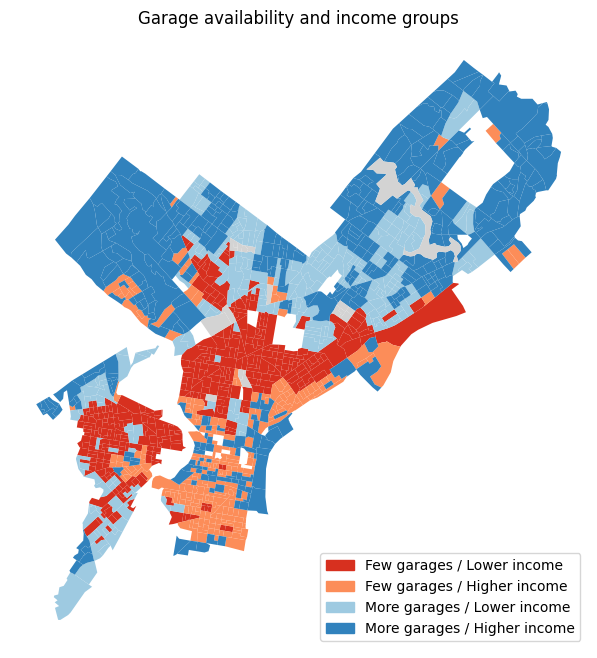 Garage availability and income groups
Few garages / Lower income
Few garages / Higher income
More garages / Lower income
More garages / Higher income